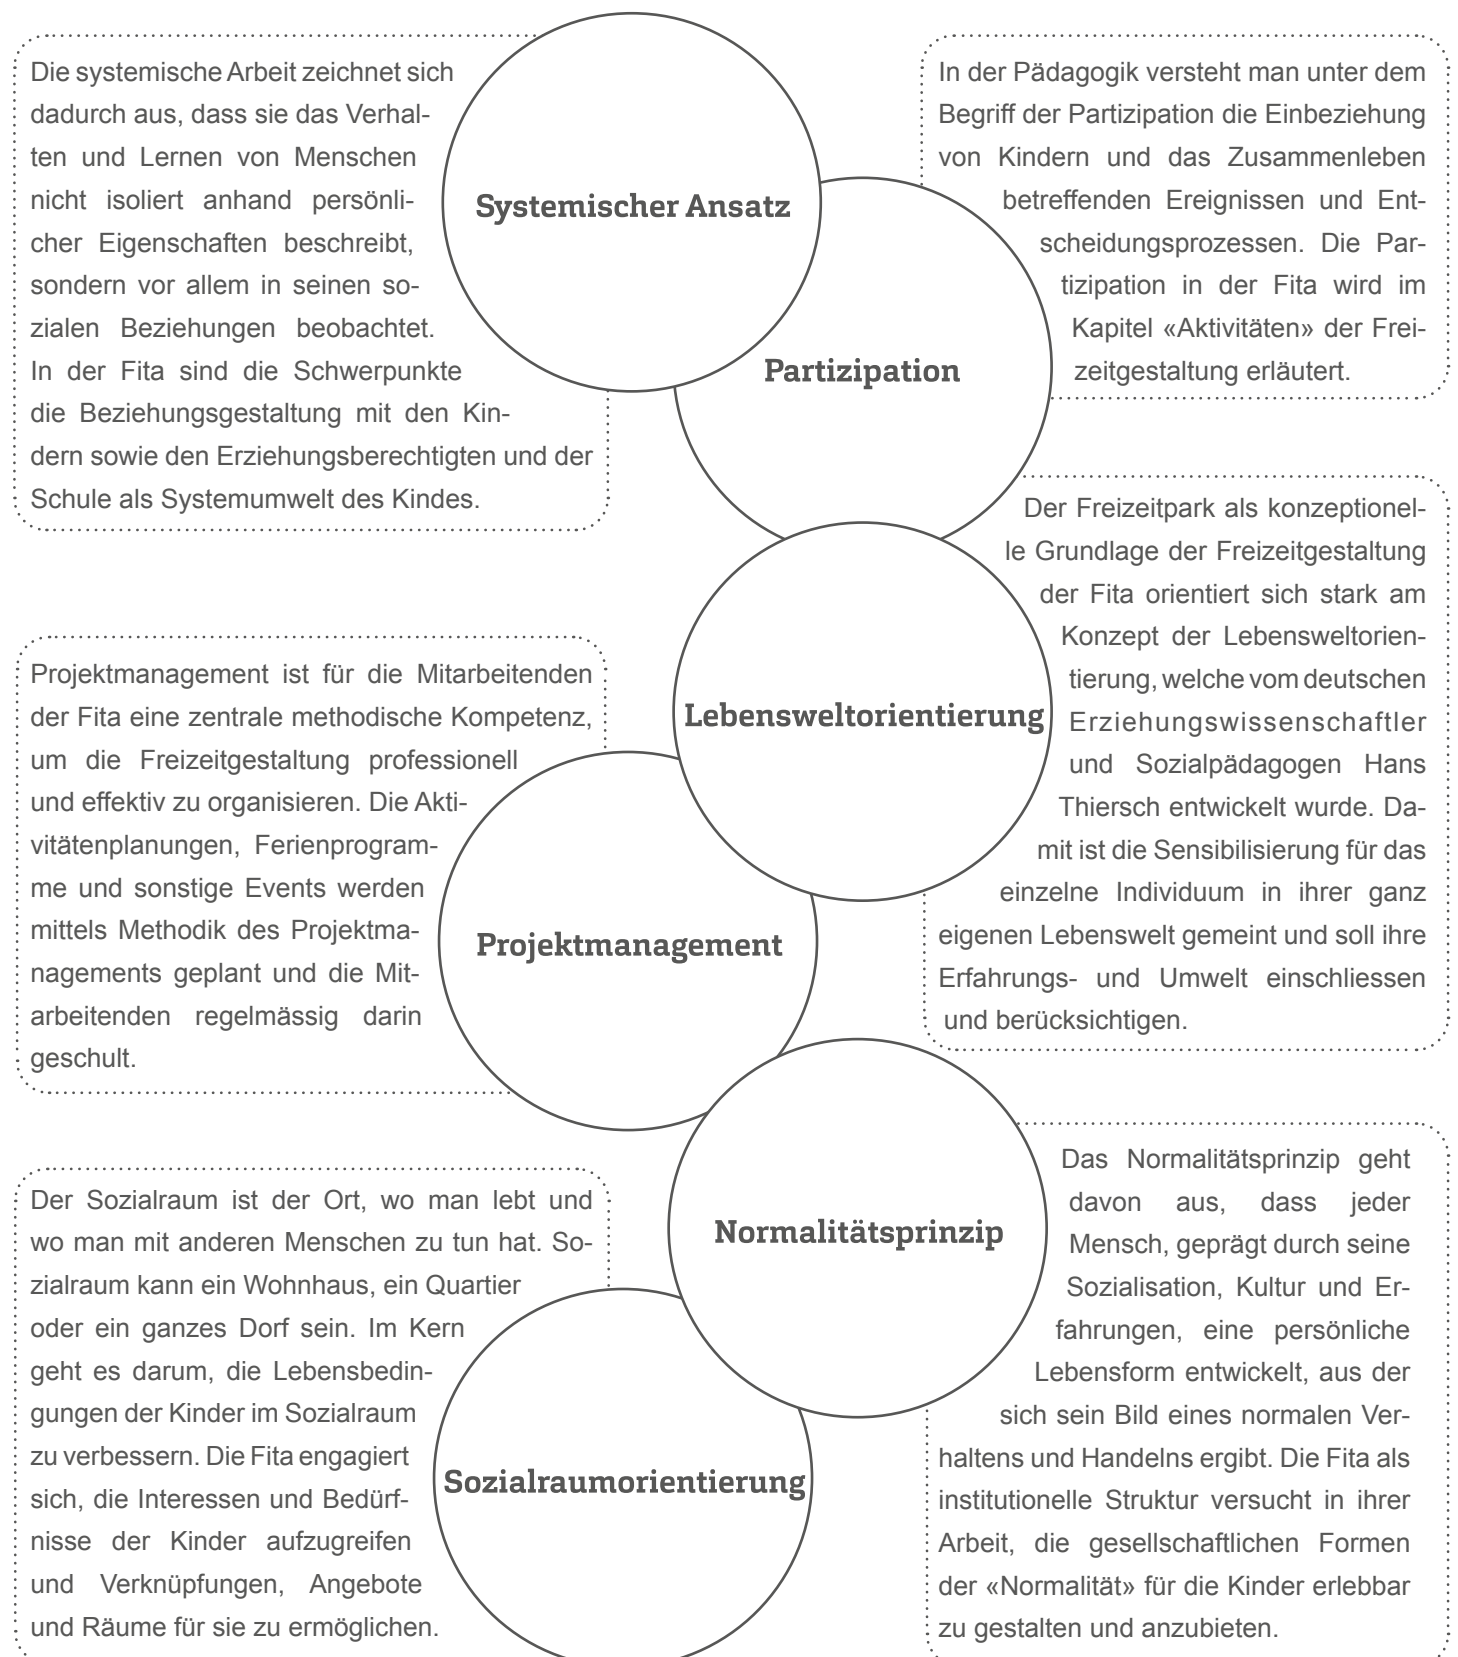 Systemischer Ansatz
Die systemische Arbeit zeichnet sich
dadurch aus, dass sie das Verhal-
ten und Lernen von Menschen
nicht isoliert anhand persönli-
cher Eigenschaften beschreibt,
sondern vor allem in seinen so-
zialen Beziehungen beobachtet.
In der Fita sind die Schwerpunkte
die Beziehungsgestaltung mit den Kin-
dern sowie den Erziehungsberechtigten und der
Schule als Systemumwelt des Kindes.
Partizipation
In der Pädagogik versteht man unter dem
Begriff der Partizipation die Einbeziehung
von Kindern und das Zusammenleben
betreffenden Ereignissen und Ent-
scheidungsprozessen. Die Par-
tizipation in der Fita wird im
Kapitel «Aktivitäten» der Frei-
zeitgestaltung erläutert.
Lebensweltorientierung
Der Freizeitpark als konzeptionel-
le Grundlage der Freizeitgestaltung
der Fita orientiert sich stark am
Konzept der Lebensweltorien-
tierung, welche vom deutschen
Erziehungswissenschaftler
und Sozialpädagogen Hans
Thiersch entwickelt wurde. Da-
mit ist die Sensibilisierung für das
einzelne Individuum in ihrer ganz
eigenen Lebenswelt gemeint und soll ihre
Erfahrungs- und Umwelt einschliessen
und berücksichtigen.
Projektmanagement
Projektmanagement ist für die Mitarbeitenden
der Fita eine zentrale methodische Kompetenz,
um die Freizeitgestaltung professionell
und effektiv zu organisieren. Die Akti-
vitätenplanungen, Ferienprogram-
me und sonstige Events werden
mittels Methodik des Projektma-
nagements geplant und die Mit-
arbeitenden regelmässig darin
geschult.
Normalitätsprinzip
Das Normalitätsprinzip geht
davon aus, dass jeder
Mensch, geprägt durch seine
Sozialisation, Kultur und Er-
fahrungen, eine persönliche
Lebensform entwickelt, aus der
sich sein Bild eines normalen Ver-
haltens und Handelns ergibt. Die Fita als
institutionelle Struktur versucht in ihrer
Arbeit, die gesellschaftlichen Formen
der «Normalität» für die Kinder erlebbar
zu gestalten und anzubieten.
Sozialraumorientierung
Der Sozialraum ist der Ort, wo man lebt und
wo man mit anderen Menschen zu tun hat. So-
zialraum kann ein Wohnhaus, ein Quartier
oder ein ganzes Dorf sein. Im Kern
geht es darum, die Lebensbedin-
gungen der Kinder im Sozialraum
zu verbessern. Die Fita engagiert
sich, die Interessen und Bedürf-
nisse der Kinder aufzugreifen
und Verknüpfungen, Angebote
und Räume für sie zu ermöglichen.